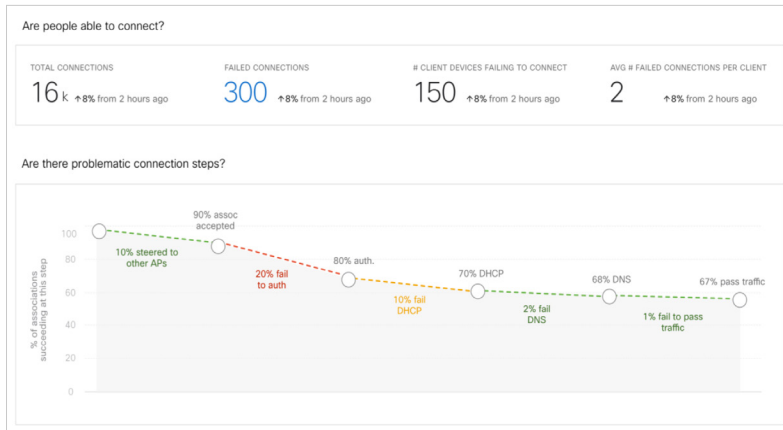 Are people able to connect?
TOTAL CONNECTIONS
16k ↑8% from 2 hours ago
FAILED CONNECTIONS
300 ↑8% from 2 hours ago
# CLIENT DEVICES FAILING TO CONNECT
150 ↑8% from 2 hours ago
AVG # FAILED CONNECTIONS PER CLIENT
2 ↑8% from 2 hours ago
Are there problematic connection steps?
% of associations
succeeding at this step
100
80
60
40
20
0
10% steered to
other APs
90% assoc
accepted
20% fail
to auth
80% auth.
10% fail
DHCP
70% DHCP
2% fail
DNS
68% DNS
1% fail to pass
traffic
67% pass traffic